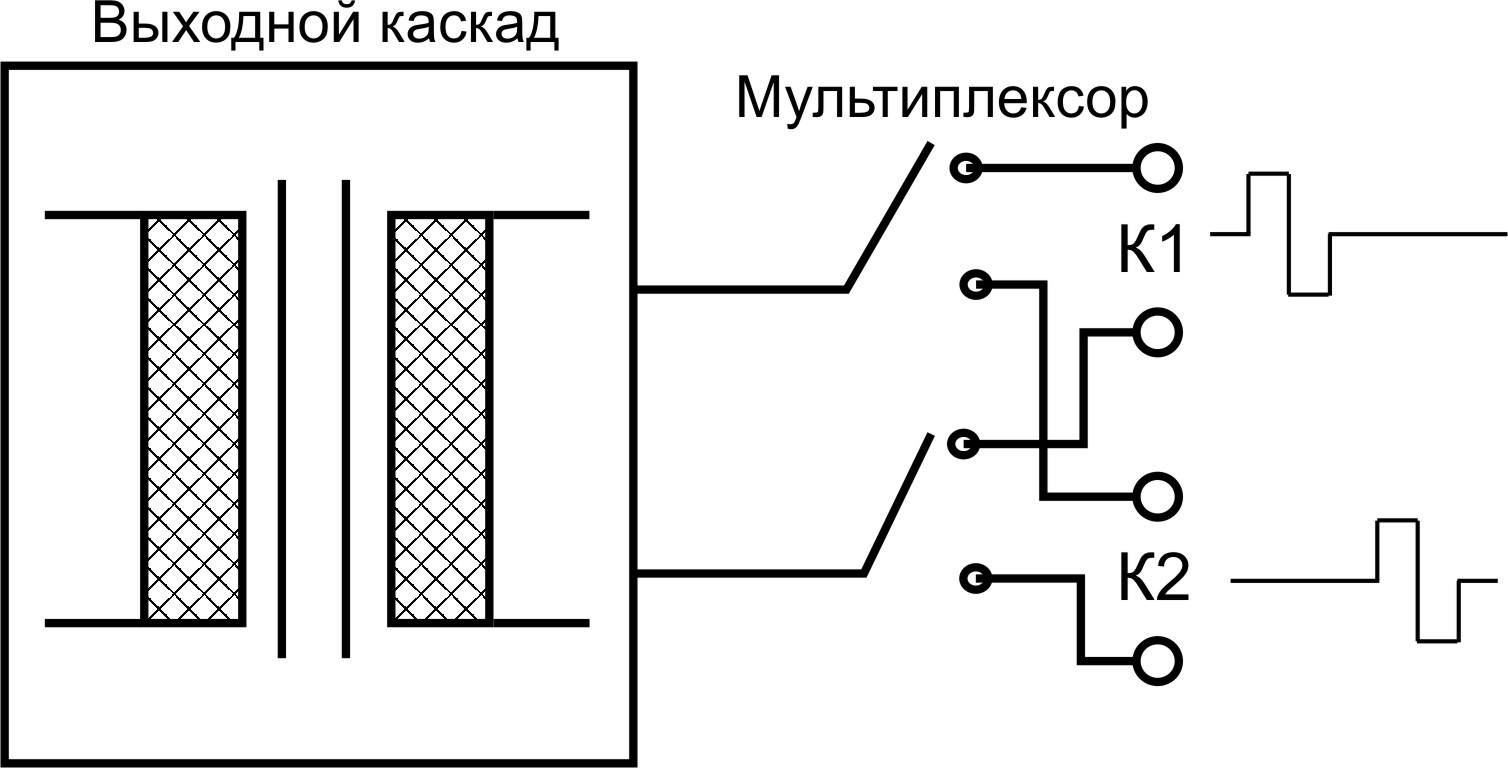 Выходной каскад
Мультиплексор
К1
К2